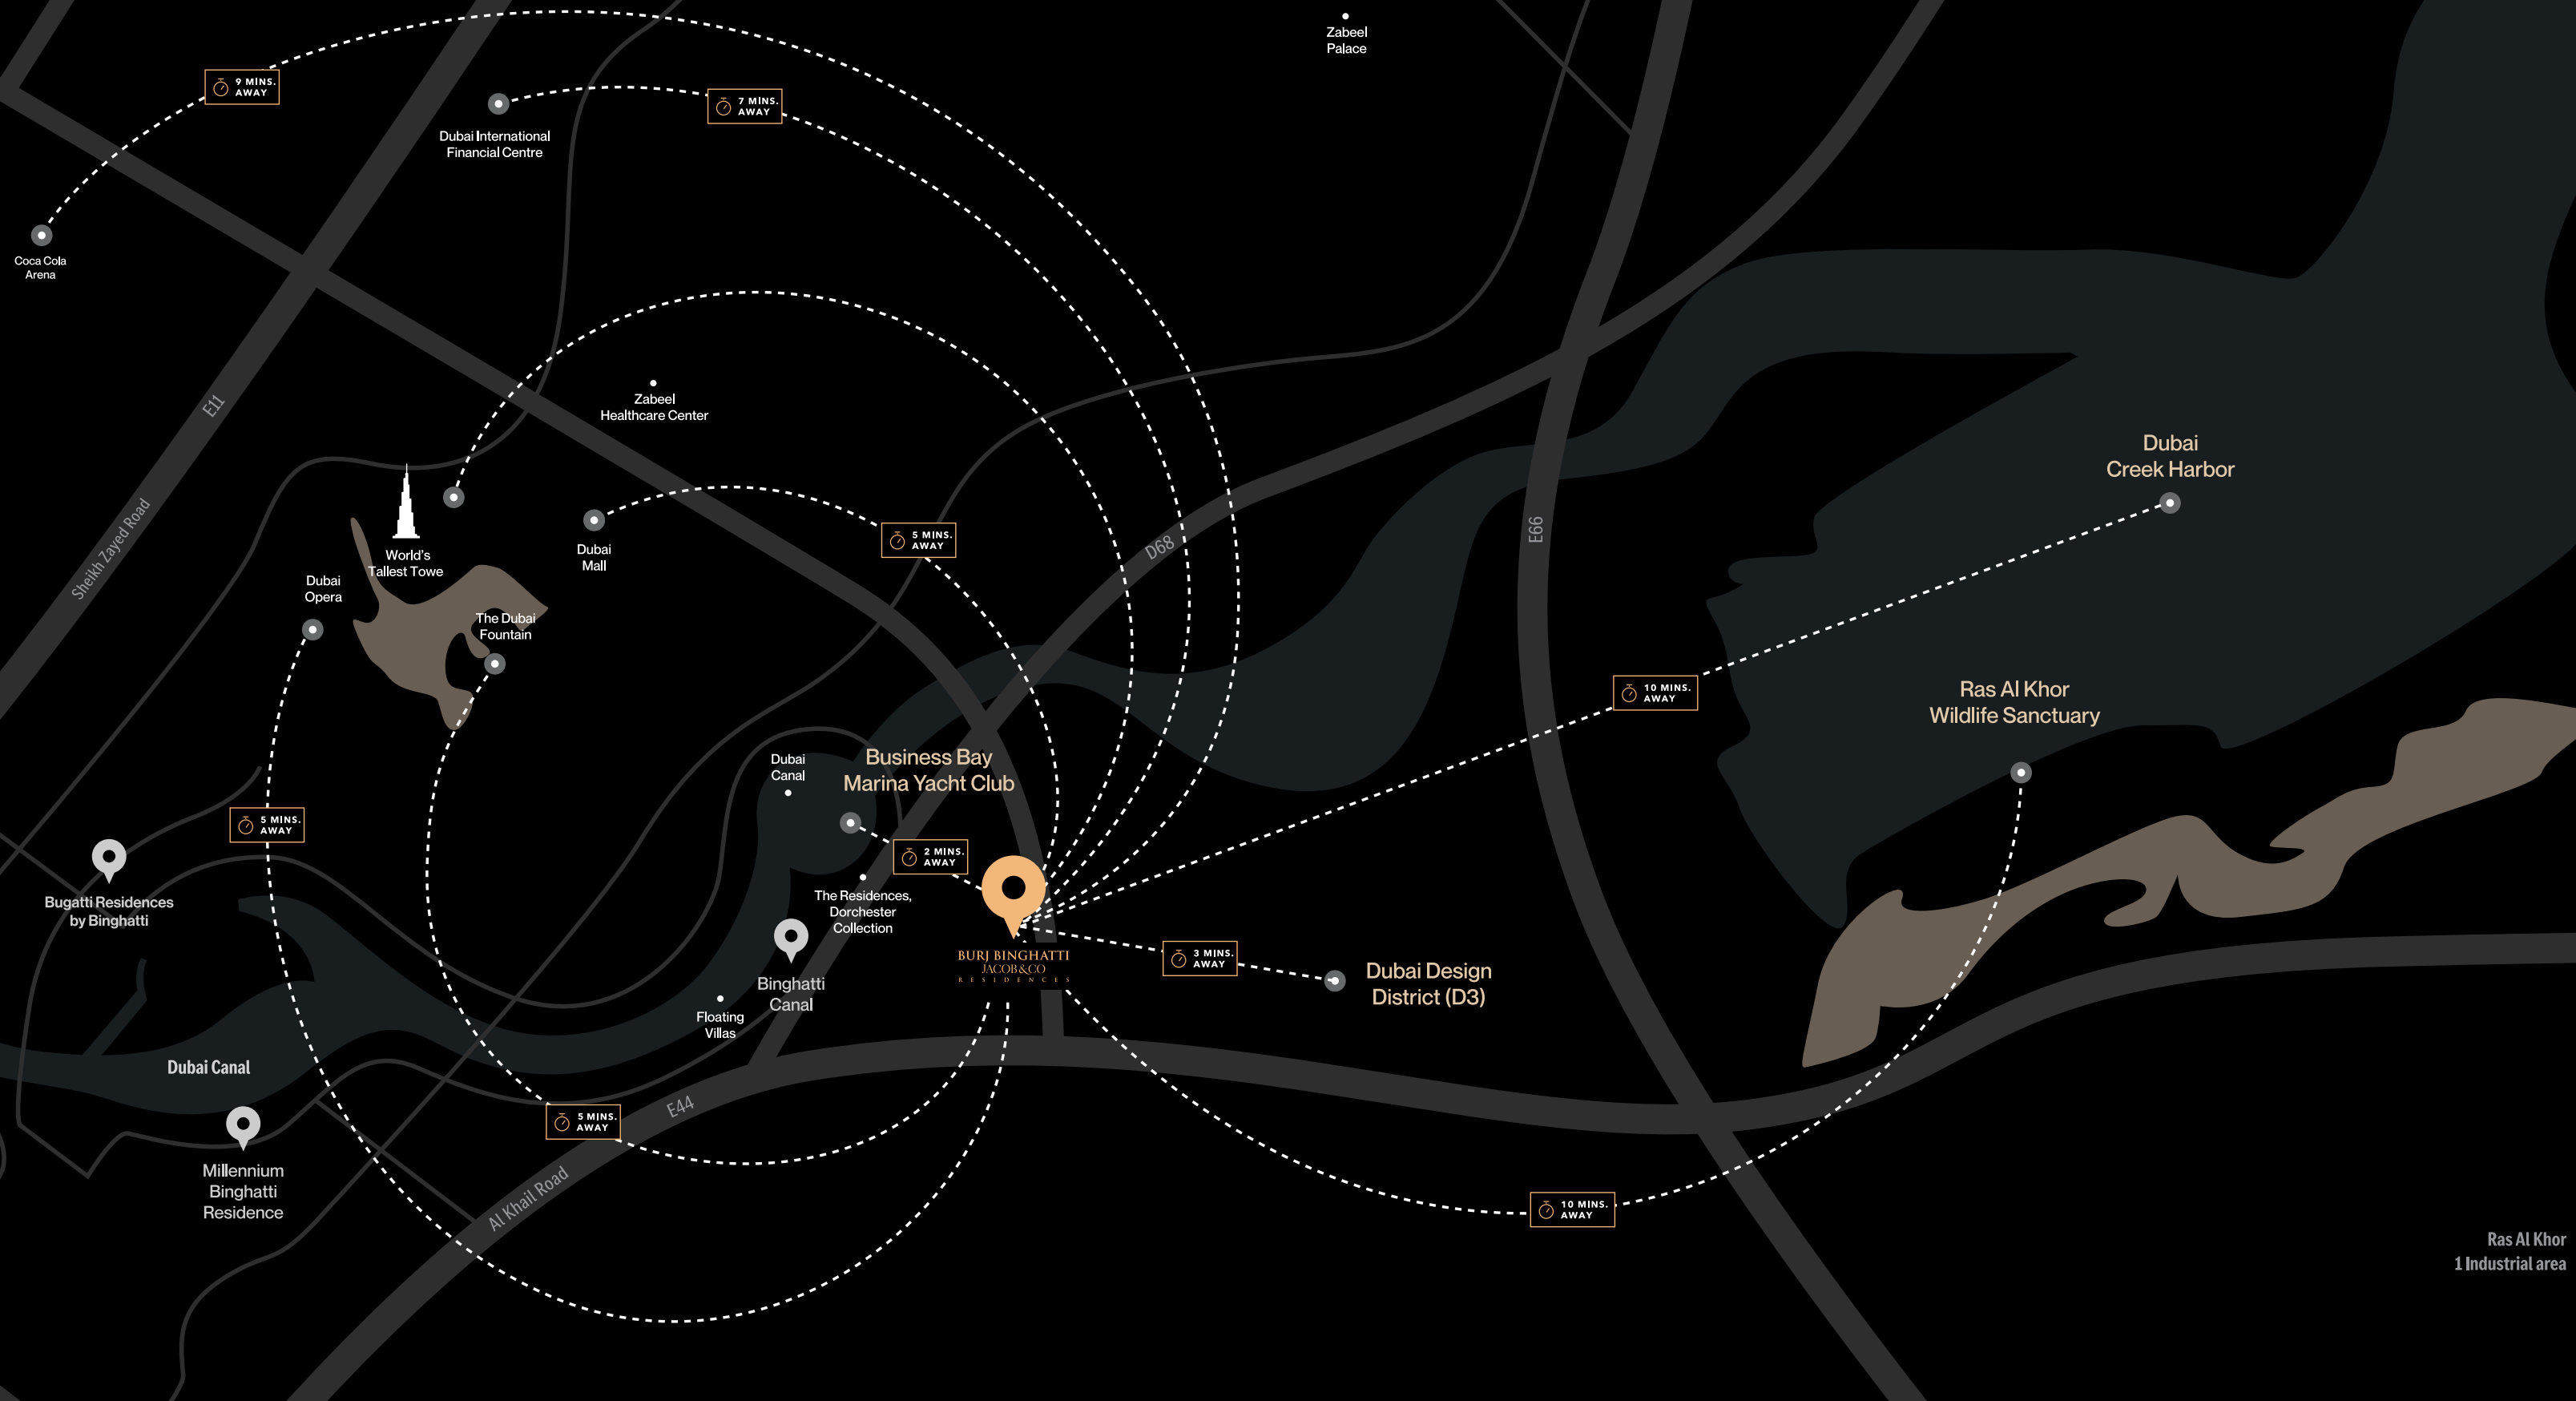 Zabeel
Palace
9 MINS.
AWAY
7 MINS.
AWAY
Dubai International
Financial Centre
Coca Cola
Arena
E11
Zabeel
Healthcare Center
Dubai
Creek Harbor
Sheikh Zayed Road
World's
Tallest Towe
Dubai
Mall
5 MINS.
AWAY
D68
E66
Dubai
Opera
The Dubai
Fountain
10 MINS.
AWAY
Ras Al Khor
Wildlife Sanctuary
Dubai
Canal
Business Bay
Marina Yacht Club
5 MINS.
AWAY
2 MINS.
AWAY
Bugatti Residences
by Binghatti
The Residences,
Dorchester
Collection
BURJ BINGHATTI
JACOB&CO
RESIDENCES
3 MINS.
AWAY
Dubai Design
District (D3)
Binghatti
Canal
Floating
Villas
Dubai Canal
5 MINS.
AWAY
E44
Millennium
Binghatti
Residence
Al Khail Road
10 MINS.
AWAY
Ras Al Khor
1 Industrial area